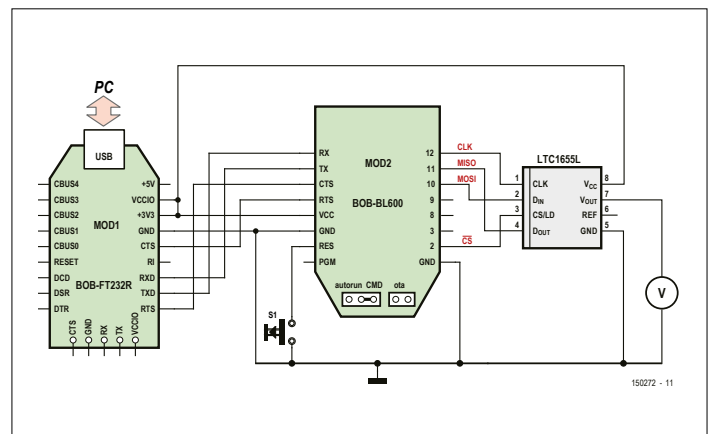 PC
USB
MOD1
BOB-FT232R
CBUS4
CBUS3
CBUS2
CBUS1
CBUS0
RESET
DCD
DSR
DTR
+5V
VCCIO
+3V3
GND
CTS
RI
RXD
TXD
RTS
CTS
GND
RX
TX
VCCIO
MOD2
BOB-BL600
RX
TX
CTS
RTS
VCC
GND
RES
PGM
12
11
10
9
8
3
2
GND
autorun CMD
ota
S1
CLK
MISO
MOSI
CS
LTC1655L
1 CLK
2 DIN
3 CS/LD
4 DOUT
VCC 8
VOUT 7
REF 6
GND 5
V
150272 - 11